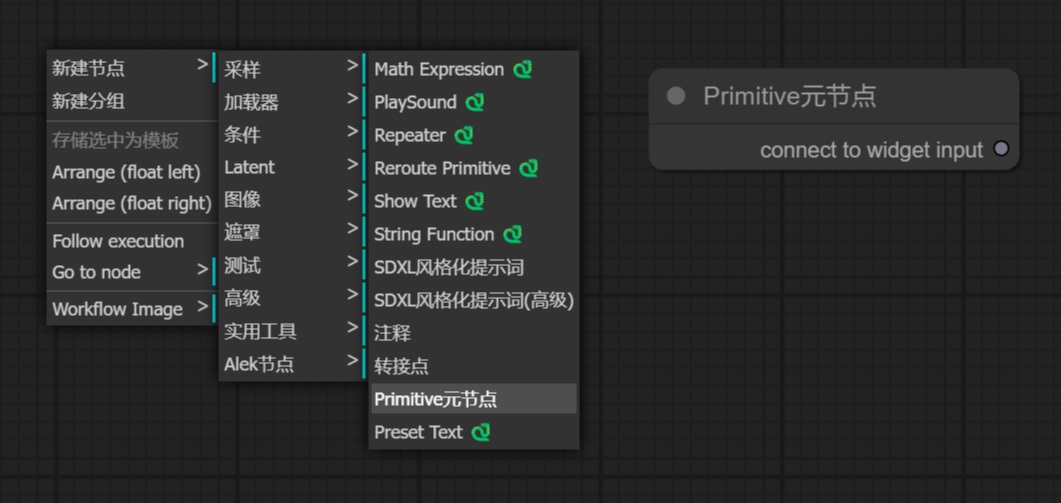 新建节点 >
新建分组
存储选中为模板
Arrange (float left)
Arrange (float right)
Follow execution
Go to node >
Workflow Image >
采样 >
加载器 >
条件 >
Latent >
图像 >
遮罩 >
测试 >
高级 >
实用工具 >
Alek节点 >
Math Expression
PlaySound
Repeater
Reroute Primitive
Show Text
String Function
SDXL风格化提示词
SDXL风格化提示词(高级)
注释
转接点
Primitive元节点
Preset Text
Primitive元节点
connect to widget input